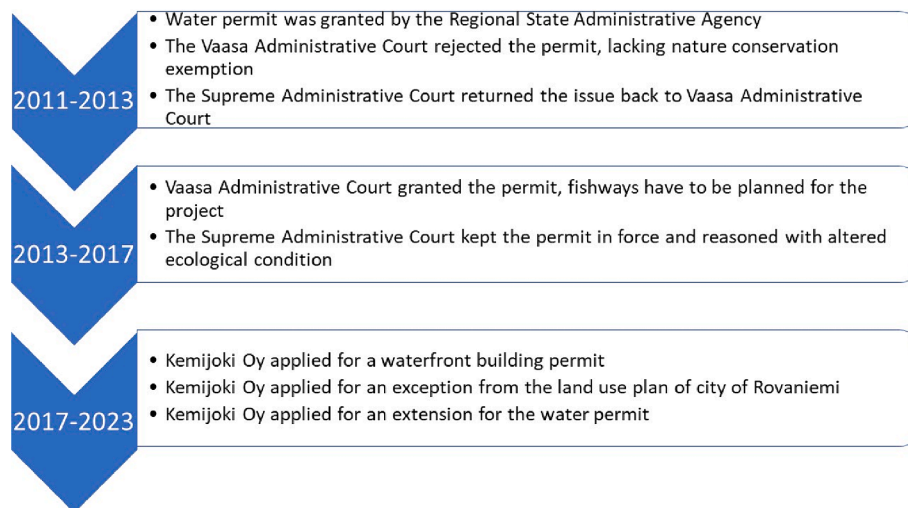 2011-2013
• Water permit was granted by the Regional State Administrative Agency
• The Vaasa Administrative Court rejected the permit, lacking nature conservation
exemption
• The Supreme Administrative Court returned the issue back to Vaasa Administrative
Court
2013-2017
• Vaasa Administrative Court granted the permit, fishways have to be planned for the
project
• The Supreme Administrative Court kept the permit in force and reasoned with altered
ecological condition
2017-2023
• Kemijoki Oy applied for a waterfront building permit
• Kemijoki Oy applied for an exception from the land use plan of city of Rovaniemi
• Kemijoki Oy applied for an extension for the water permit